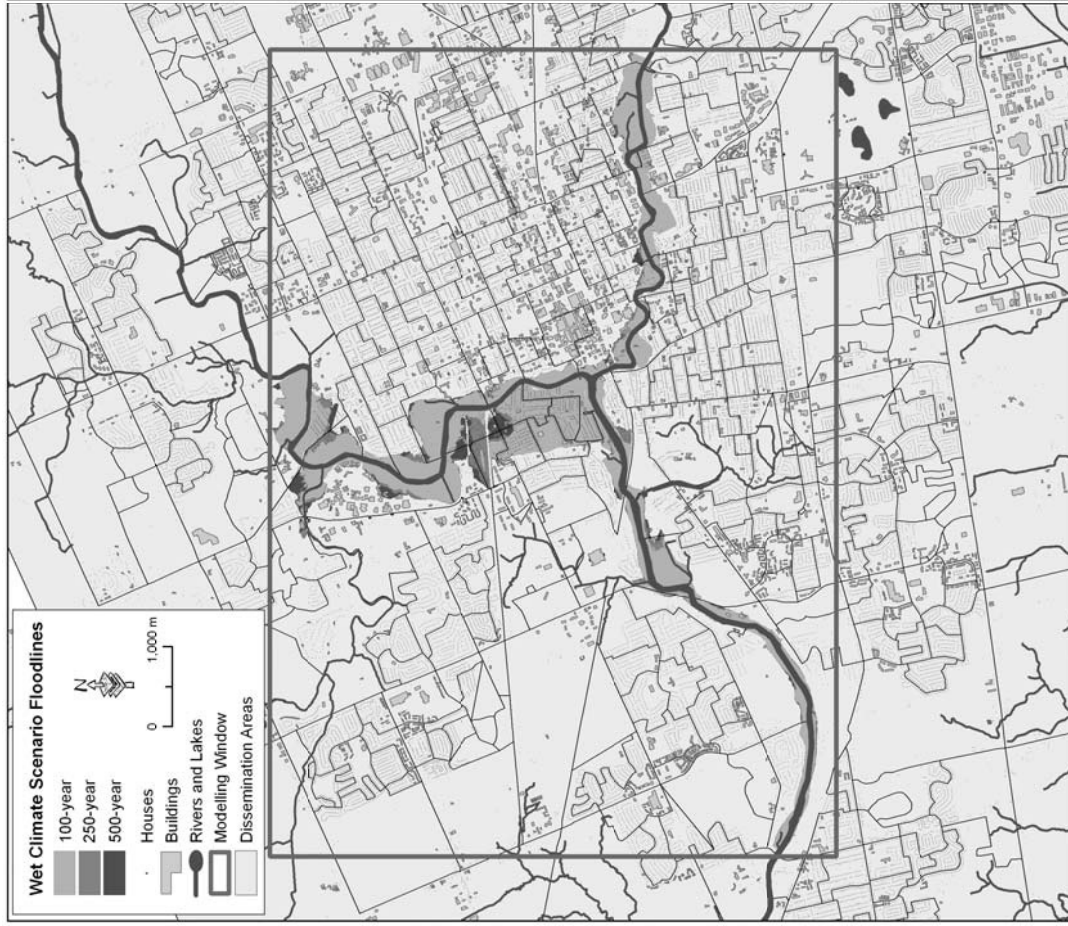 Wet Climate Scenario Floodlines
100-year
250-year
500-year
N
0 1,000 m
Houses
Buildings
Rivers and Lakes
Modelling Window
Dissemination Areas